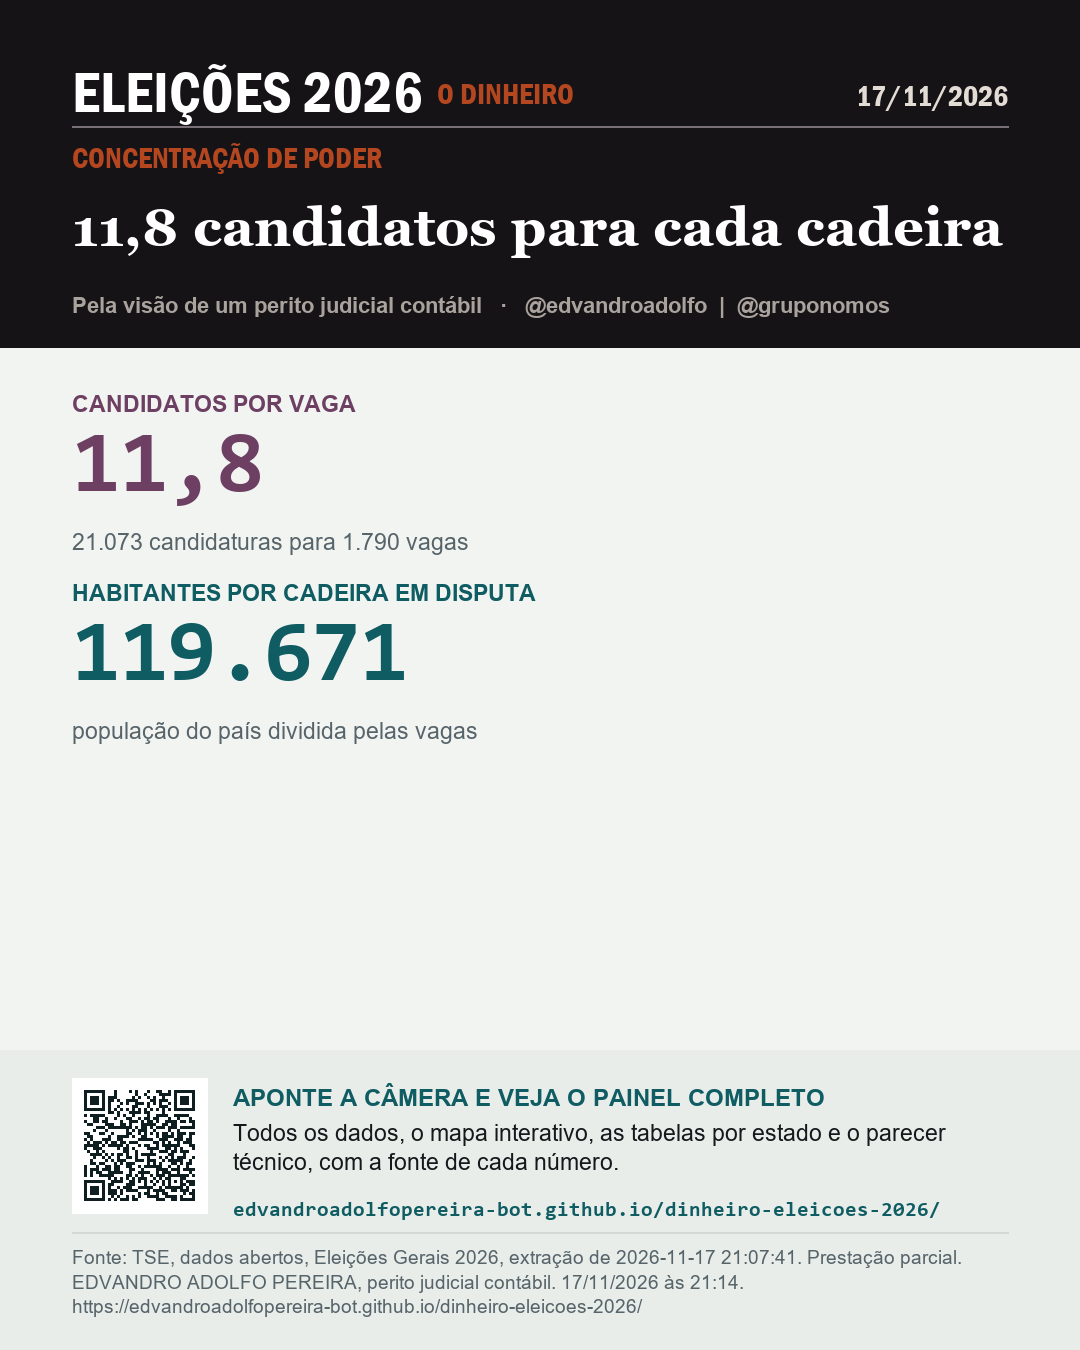 ELEIÇÕES 2026 O DINHEIRO 17/11/2026
CONCENTRAÇÃO DE PODER
11,8 candidatos para cada cadeira
Pela visão de um perito judicial contábil · @edvandroadolfo | @gruponomos
CANDIDATOS POR VAGA
11,8
21.073 candidaturas para 1.790 vagas
HABITANTES POR CADEIRA EM DISPUTA
119.671
população do país dividida pelas vagas
APONTE A CÂMERA E VEJA O PAINEL COMPLETO
Todos os dados, o mapa interativo, as tabelas por estado e o parecer
técnico, com a fonte de cada número.
edvandroadolfopereira-bot.github.io/dinheiro-eleicoes-2026/
Fonte: TSE, dados abertos, Eleições Gerais 2026, extração de 2026-11-17 21:07:41. Prestação parcial.
EDVANDRO ADOLFO PEREIRA, perito judicial contábil. 17/11/2026 às 21:14.
https://edvandroadolfopereira-bot.github.io/dinheiro-eleicoes-2026/